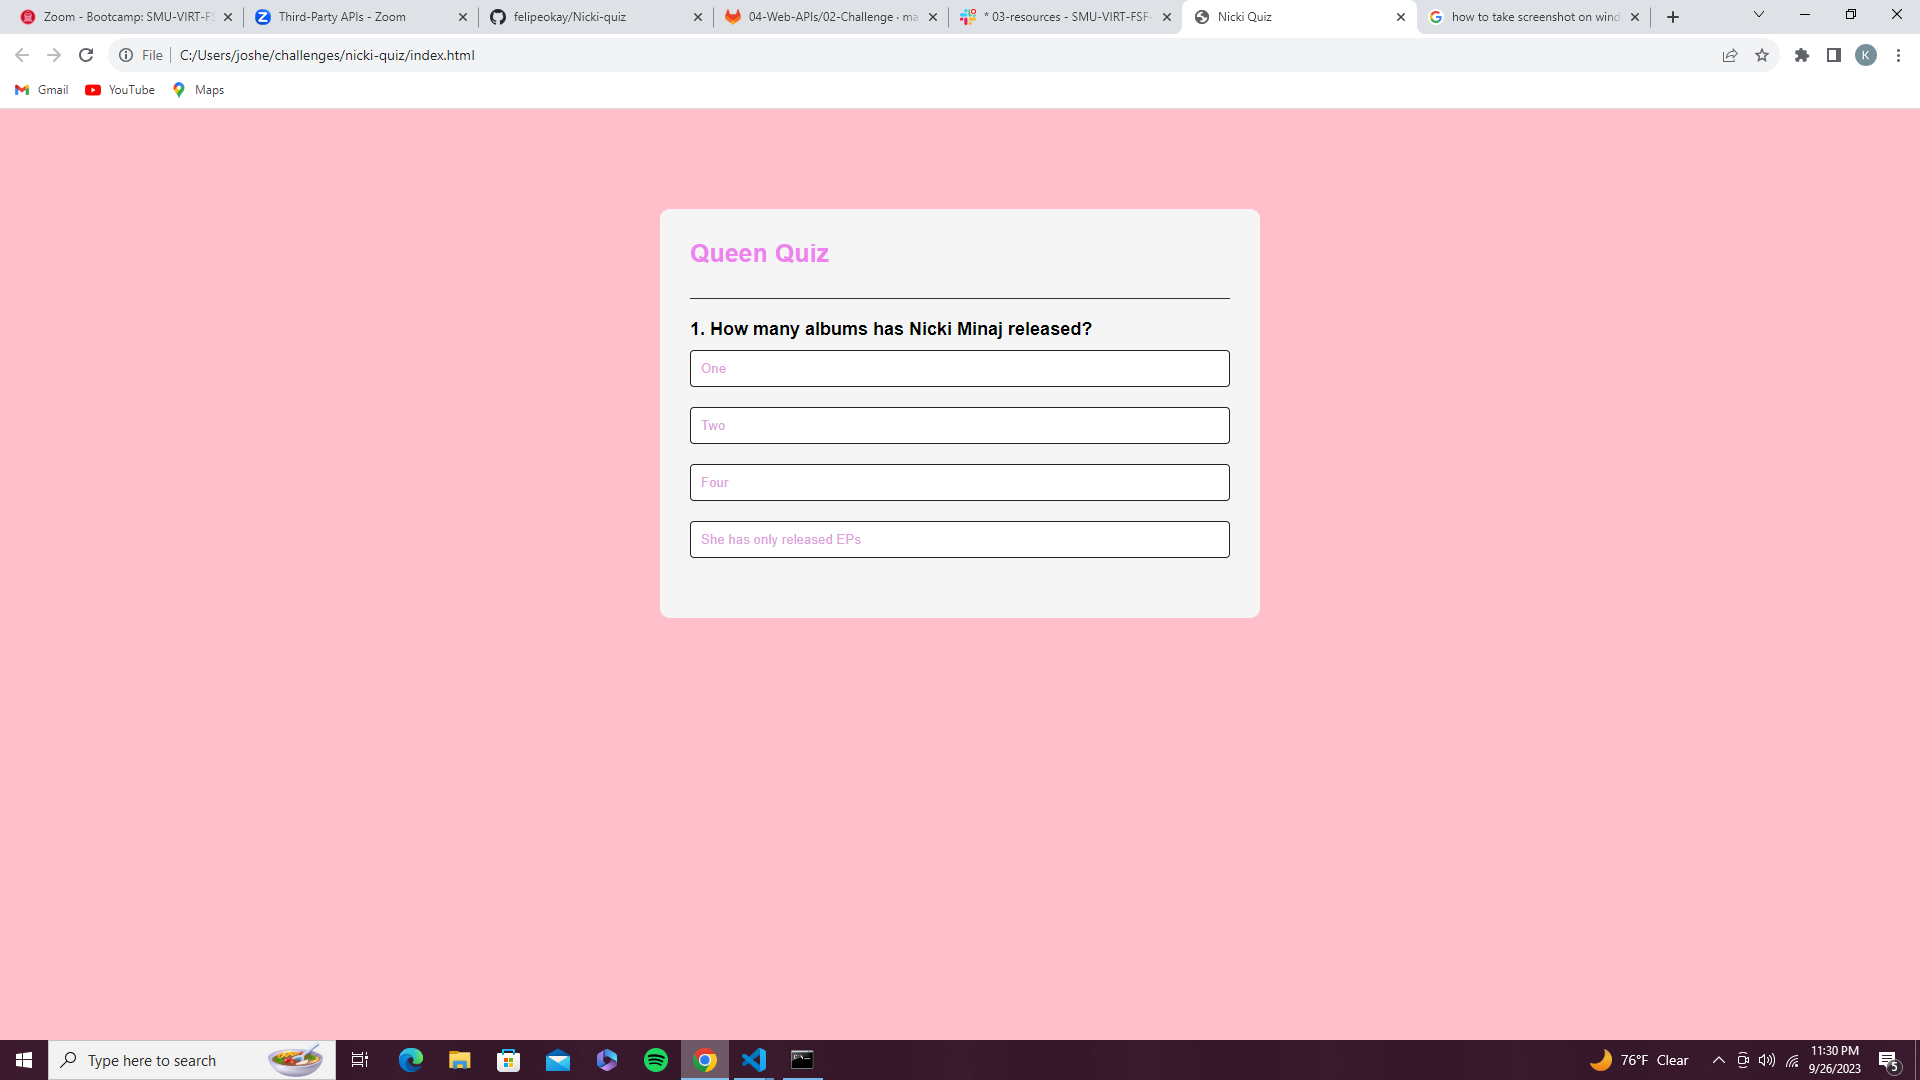 Zoom - Bootcamp: SMU-VIRT-FS
Third-Party APIs - Zoom
felipeokay/Nicki-quiz
04-Web-APIs/02-Challenge · ma
* 03-resources - SMU-VIRT-FSF-
Nicki Quiz
how to take screenshot on wind
File
C:/Users/joshe/challenges/nicki-quiz/index.html
K
Gmail
YouTube
Maps
Queen Quiz
1. How many albums has Nicki Minaj released?
One
Two
Four
She has only released EPs
Type here to search
76°F Clear
11:30 PM
9/26/2023
5